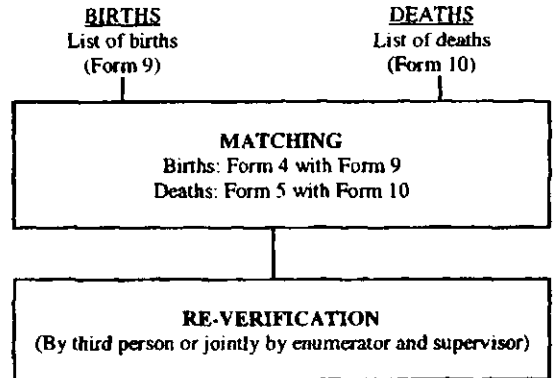 BIRTHS
List of births
(Form 9)
DEATHS
List of deaths
(Form 10)
MATCHING
Births: Form 4 with Form 9
Deaths: Form 5 with Form 10
RE-VERIFICATION
(By third person or jointly by enumerator and supervisor)